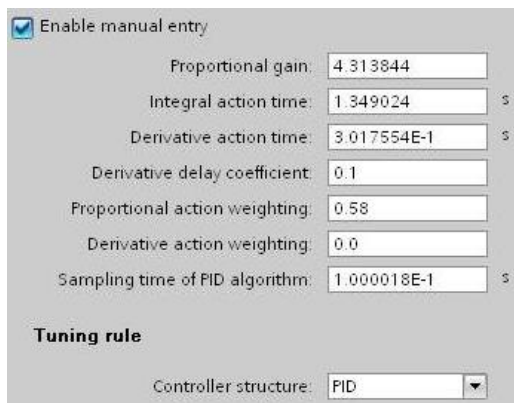 Enable manual entry
Proportional gain: 4.313844
Integral action time: 1.349024 s
Derivative action time: 3.017554E-1 s
Derivative delay coefficient: 0.1
Proportional action weighting: 0.58
Derivative action weighting: 0.0
Sampling time of PID algorithm: 1.000018E-1 s
Tuning rule
Controller structure: PID